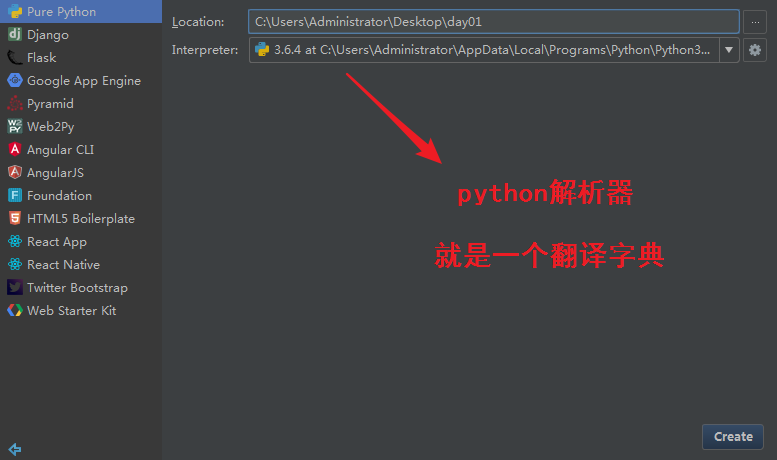 Pure Python
Django
Flask
Google App Engine
Pyramid
Web2Py
Angular CLI
AngularJS
Foundation
HTML5 Boilerplate
React App
React Native
Twitter Bootstrap
Web Starter Kit
Location: C:\Users\Administrator\Desktop\day01 ...
Interpreter: 3.6.4 at C:\Users\Administrator\AppData\Local\Programs\Python\Python3...
python解析器
就是一个翻译字典
Create